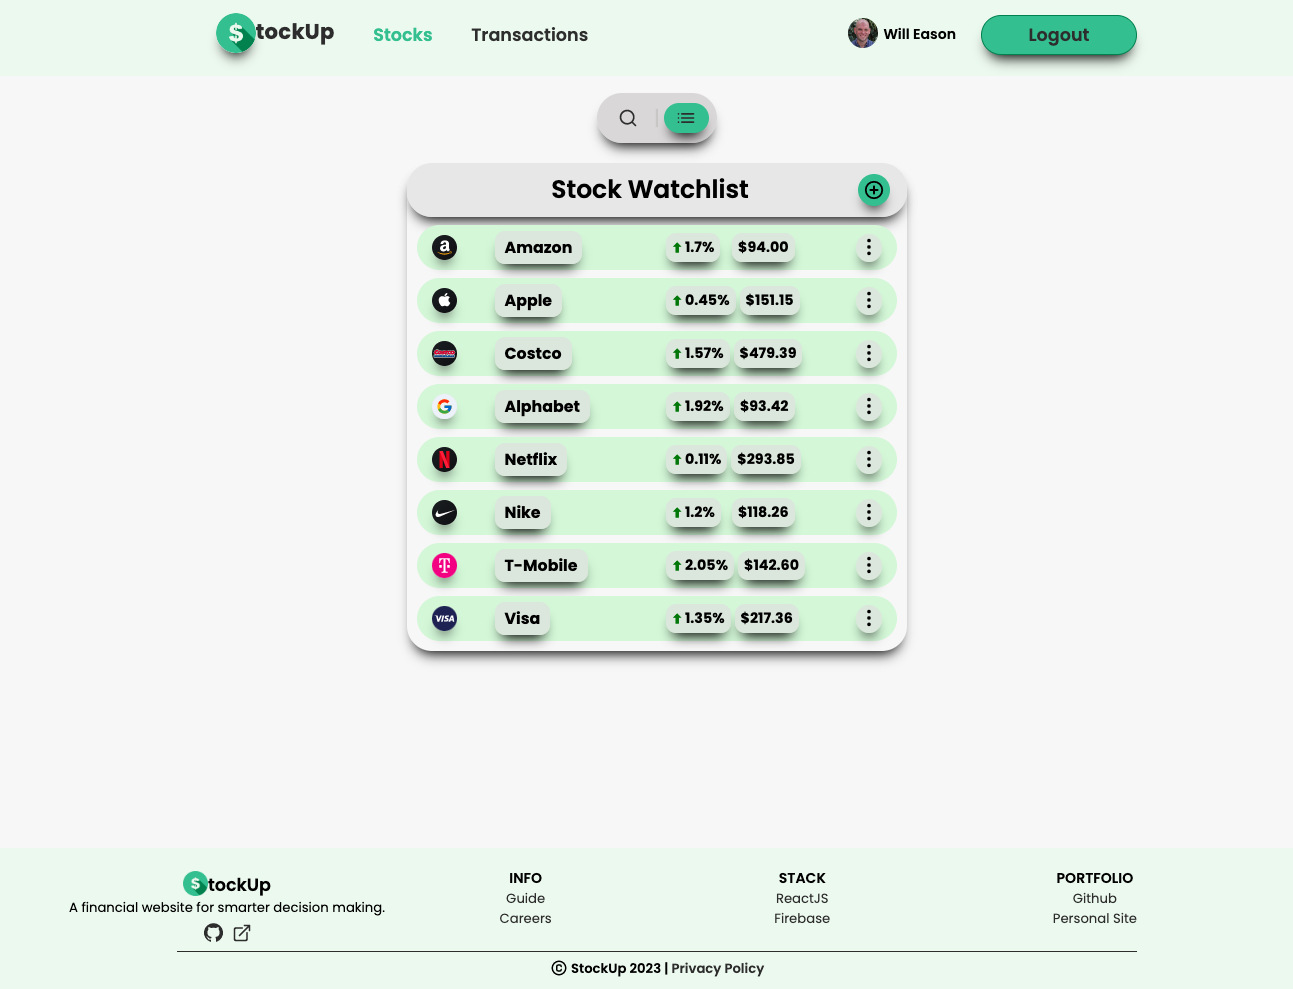 $tockUp Stocks Transactions Will Eason Logout
Stock Watchlist
Amazon 1.7% $94.00
Apple 0.45% $151.15
Costco 1.57% $479.39
Alphabet 1.92% $93.42
Netflix 0.11% $293.85
Nike 1.2% $118.26
T-Mobile 2.05% $142.60
VISA Visa 1.35% $217.36
$tockUp
A financial website for smarter decision making.
INFO
Guide
Careers
STACK
ReactJS
Firebase
PORTFOLIO
Github
Personal Site
© StockUp 2023 | Privacy Policy